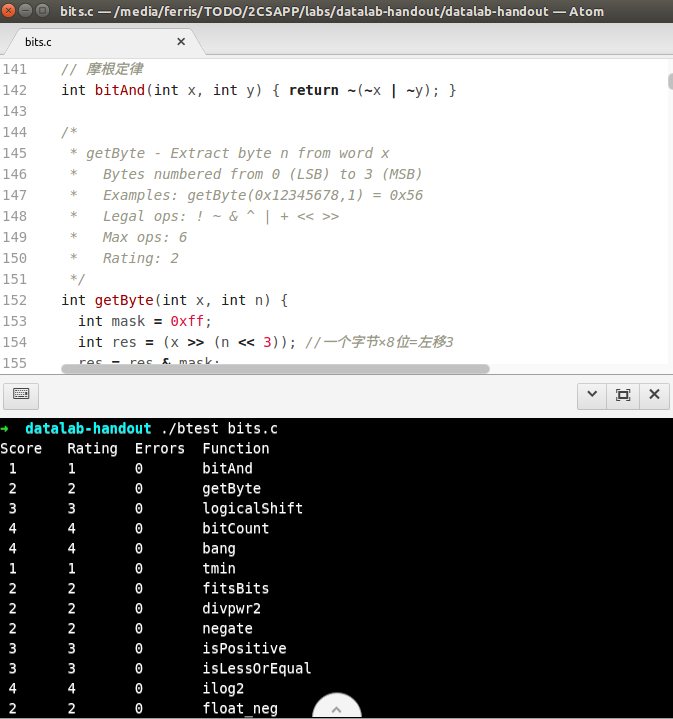 bits.c — /media/ferris/TODO/2CSAPP/labs/datalab-handout/datalab-handout — Atom
bits.c
141 // 摩根定律
142 int bitAnd(int x, int y) { return ~(~x | ~y); }
143
144 /*
145  * getByte - Extract byte n from word x
146  *   Bytes numbered from 0 (LSB) to 3 (MSB)
147  *   Examples: getByte(0x12345678,1) = 0x56
148  *   Legal ops: ! ~ & ^ | + << >>
149  *   Max ops: 6
150  *   Rating: 2
151  */
152 int getByte(int x, int n) {
153   int mask = 0xff;
154   int res = (x >> (n << 3)); //一个字节×8位=左移3
155   res = res & mask;
➜ datalab-handout ./btest bits.c
Score Rating Errors Function
1 1 0 bitAnd
2 2 0 getByte
3 3 0 logicalShift
4 4 0 bitCount
4 4 0 bang
1 1 0 tmin
2 2 0 fitsBits
2 2 0 divpwr2
2 2 0 negate
3 3 0 isPositive
3 3 0 isLessOrEqual
4 4 0 ilog2
2 2 0 float_neg